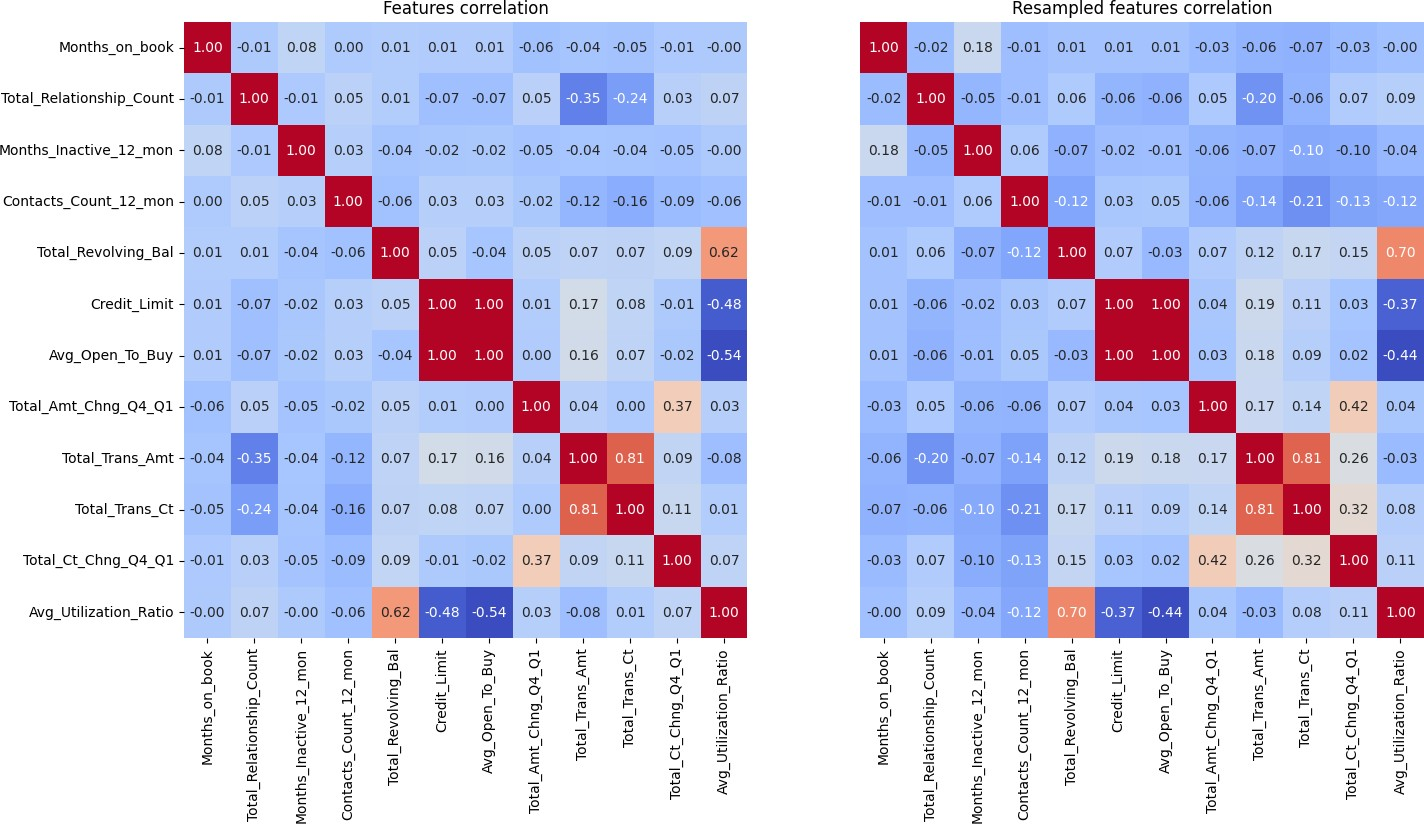 Features correlation
Months_on_book 1.00 -0.01 0.08 0.00 0.01 0.01 0.01 -0.06 -0.04 -0.05 -0.01 -0.00
Total_Relationship_Count -0.01 1.00 -0.01 0.05 0.01 -0.07 -0.07 0.05 -0.35 -0.24 0.03 0.07
Months_Inactive_12_mon 0.08 -0.01 1.00 0.03 -0.04 -0.02 -0.02 -0.05 -0.04 -0.04 -0.05 -0.00
Contacts_Count_12_mon 0.00 0.05 0.03 1.00 -0.06 0.03 0.03 -0.02 -0.12 -0.16 -0.09 -0.06
Total_Revolving_Bal 0.01 0.01 -0.04 -0.06 1.00 0.05 -0.04 0.05 0.07 0.07 0.09 0.62
Credit_Limit 0.01 -0.07 -0.02 0.03 0.05 1.00 1.00 0.01 0.17 0.08 -0.01 -0.48
Avg_Open_To_Buy 0.01 -0.07 -0.02 0.03 -0.04 1.00 1.00 0.00 0.16 0.07 -0.02 -0.54
Total_Amt_Chng_Q4_Q1 -0.06 0.05 -0.05 -0.02 0.05 0.01 0.00 1.00 0.04 0.00 0.37 0.03
Total_Trans_Amt -0.04 -0.35 -0.04 -0.12 0.07 0.17 0.16 0.04 1.00 0.81 0.09 -0.08
Total_Trans_Ct -0.05 -0.24 -0.04 -0.16 0.07 0.08 0.07 0.00 0.81 1.00 0.11 0.01
Total_Ct_Chng_Q4_Q1 -0.01 0.03 -0.05 -0.09 0.09 -0.01 -0.02 0.37 0.09 0.11 1.00 0.07
Avg_Utilization_Ratio -0.00 0.07 -0.00 -0.06 0.62 -0.48 -0.54 0.03 -0.08 0.01 0.07 1.00
Months_on_book
Total_Relationship_Count
Months_Inactive_12_mon
Contacts_Count_12_mon
Total_Revolving_Bal
Credit_Limit
Avg_Open_To_Buy
Total_Amt_Chng_Q4_Q1
Total_Trans_Amt
Total_Trans_Ct
Total_Ct_Chng_Q4_Q1
Avg_Utilization_Ratio
Resampled features correlation
1.00 -0.02 0.18 -0.01 0.01 0.01 0.01 -0.03 -0.06 -0.07 -0.03 -0.00
-0.02 1.00 -0.05 -0.01 0.06 -0.06 -0.06 0.05 -0.20 -0.06 0.07 0.09
0.18 -0.05 1.00 0.06 -0.07 -0.02 -0.01 -0.06 -0.07 -0.10 -0.10 -0.04
-0.01 -0.01 0.06 1.00 -0.12 0.03 0.05 -0.06 -0.14 -0.21 -0.13 -0.12
0.01 0.06 -0.07 -0.12 1.00 0.07 -0.03 0.07 0.12 0.17 0.15 0.70
0.01 -0.06 -0.02 0.03 0.07 1.00 1.00 0.04 0.19 0.11 0.03 -0.37
0.01 -0.06 -0.01 0.05 -0.03 1.00 1.00 0.03 0.18 0.09 0.02 -0.44
-0.03 0.05 -0.06 -0.06 0.07 0.04 0.03 1.00 0.17 0.14 0.42 0.04
-0.06 -0.20 -0.07 -0.14 0.12 0.19 0.18 0.17 1.00 0.81 0.26 -0.03
-0.07 -0.06 -0.10 -0.21 0.17 0.11 0.09 0.14 0.81 1.00 0.32 0.08
-0.03 0.07 -0.10 -0.13 0.15 0.03 0.02 0.42 0.26 0.32 1.00 0.11
-0.00 0.09 -0.04 -0.12 0.70 -0.37 -0.44 0.04 -0.03 0.08 0.11 1.00
Months_on_book
Total_Relationship_Count
Months_Inactive_12_mon
Contacts_Count_12_mon
Total_Revolving_Bal
Credit_Limit
Avg_Open_To_Buy
Total_Amt_Chng_Q4_Q1
Total_Trans_Amt
Total_Trans_Ct
Total_Ct_Chng_Q4_Q1
Avg_Utilization_Ratio